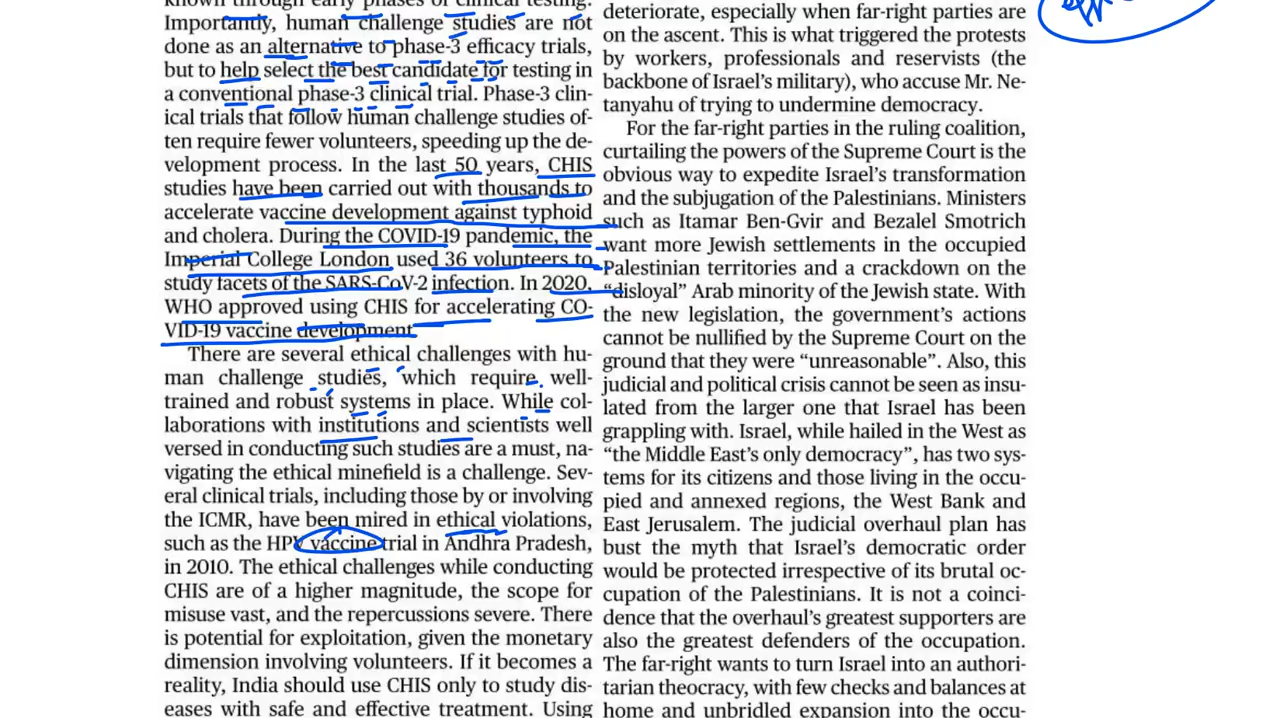 known through early phases of clinical testing.
Importantly, human challenge studies are not
done as an alternative to phase-3 efficacy trials,
but to help select the best candidate for testing in
a conventional phase-3 clinical trial. Phase-3 clin-
ical trials that follow human challenge studies of-
ten require fewer volunteers, speeding up the de-
velopment process. In the last 50 years, CHIS
studies have been carried out with thousands to
accelerate vaccine development against typhoid
and cholera. During the COVID-19 pandemic, the
Imperial College London used 36 volunteers to
study facets of the SARS-CoV-2 infection. In 2020,
WHO approved using CHIS for accelerating CO-
VID-19 vaccine development.
There are several ethical challenges with hu-
man challenge studies, which require well-
trained and robust systems in place. While col-
laborations with institutions and scientists well
versed in conducting such studies are a must, na-
vigating the ethical minefield is a challenge. Sev-
eral clinical trials, including those by or involving
the ICMR, have been mired in ethical violations,
such as the HPV vaccine trial in Andhra Pradesh,
in 2010. The ethical challenges while conducting
CHIS are of a higher magnitude, the scope for
misuse vast, and the repercussions severe. There
is potential for exploitation, given the monetary
dimension involving volunteers. If it becomes a
reality, India should use CHIS only to study dis-
eases with safe and effective treatment. Using
deteriorate, especially when far-right parties are
on the ascent. This is what triggered the protests
by workers, professionals and reservists (the
backbone of Israel's military), who accuse Mr. Ne-
tanyahu of trying to undermine democracy.
For the far-right parties in the ruling coalition,
curtailing the powers of the Supreme Court is the
obvious way to expedite Israel's transformation
and the subjugation of the Palestinians. Ministers
such as Itamar Ben-Gvir and Bezalel Smotrich
want more Jewish settlements in the occupied
Palestinian territories and a crackdown on the
“disloyal” Arab minority of the Jewish state. With
the new legislation, the government's actions
cannot be nullified by the Supreme Court on the
ground that they were “unreasonable”. Also, this
judicial and political crisis cannot be seen as insu-
lated from the larger one that Israel has been
grappling with. Israel, while hailed in the West as
“the Middle East's only democracy”, has two sys-
tems for its citizens and those living in the occu-
pied and annexed regions, the West Bank and
East Jerusalem. The judicial overhaul plan has
bust the myth that Israel's democratic order
would be protected irrespective of its brutal oc-
cupation of the Palestinians. It is not a coinci-
dence that the overhaul's greatest supporters are
also the greatest defenders of the occupation.
The far-right wants to turn Israel into an authori-
tarian theocracy, with few checks and balances at
home and unbridled expansion into the occu-